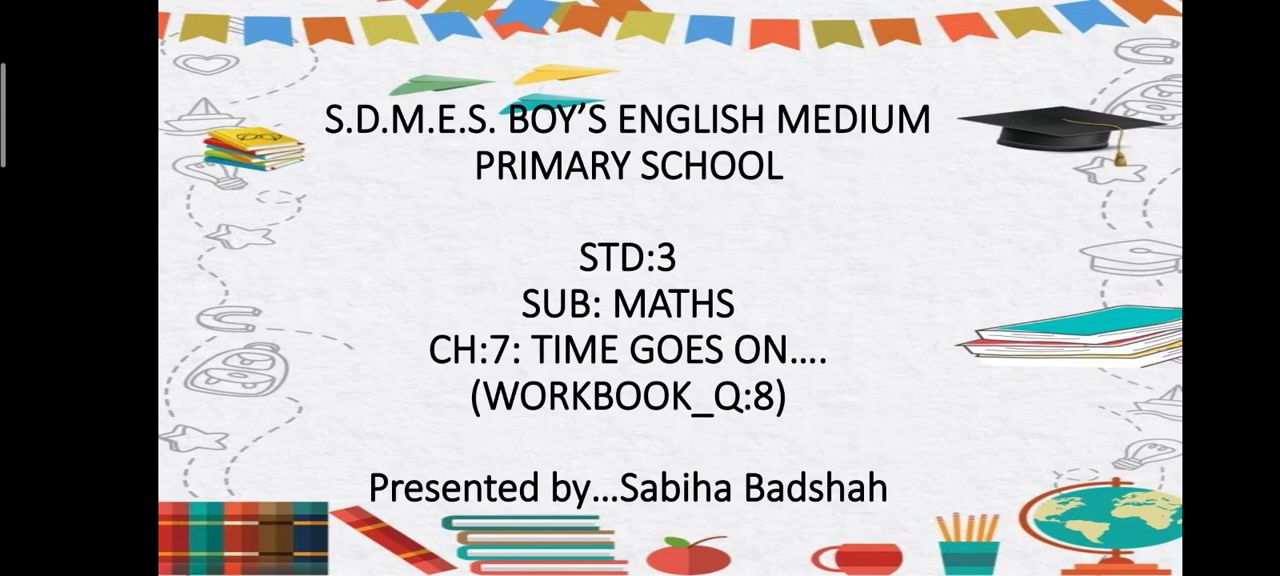 S.D.M.E.S. BOY’S ENGLISH MEDIUM
PRIMARY SCHOOL
STD:3
SUB: MATHS
CH:7: TIME GOES ON....
(WORKBOOK_Q:8)
Presented by...Sabiha Badshah